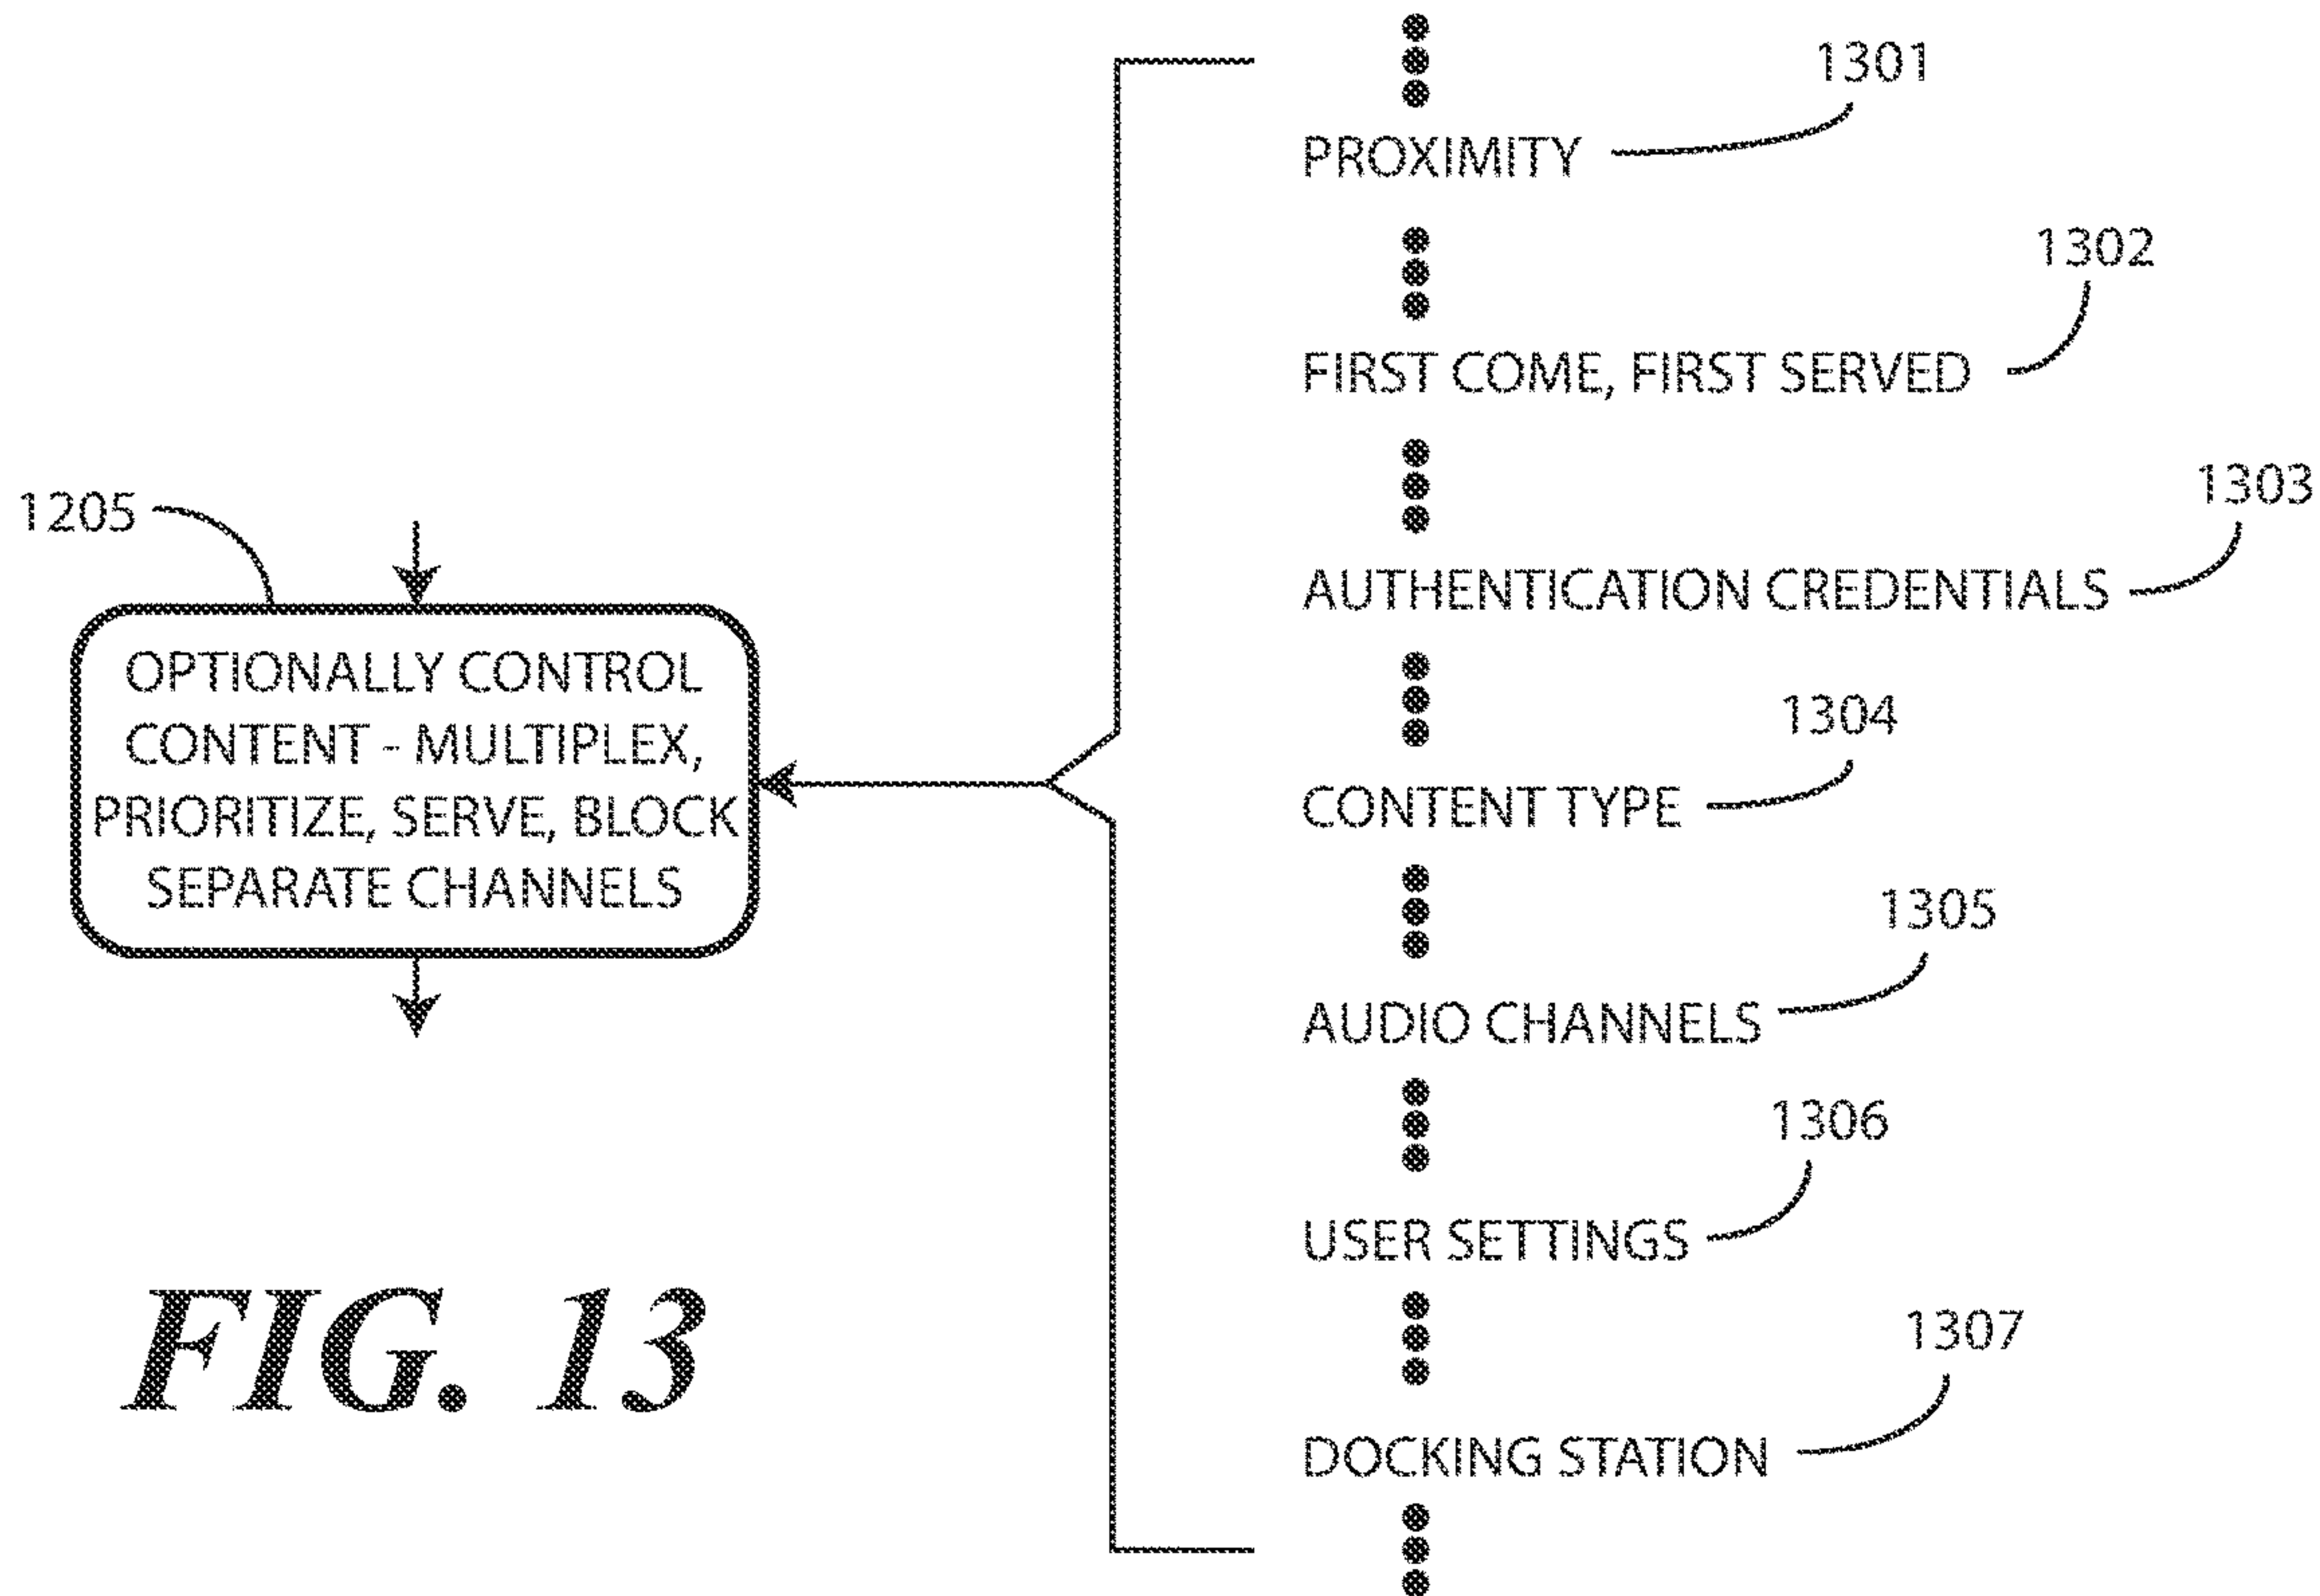 1301
PROXIMITY
1302
FIRST COME, FIRST SERVED
1303
AUTHENTICATION CREDENTIALS
1205
OPTIONALLY CONTROL
CONTENT - MULTIPLEX,
PRIORITIZE, SERVE, BLOCK
SEPARATE CHANNELS
1304
CONTENT TYPE
1305
AUDIO CHANNELS
1306
USER SETTINGS
1307
DOCKING STATION
FIG. 13